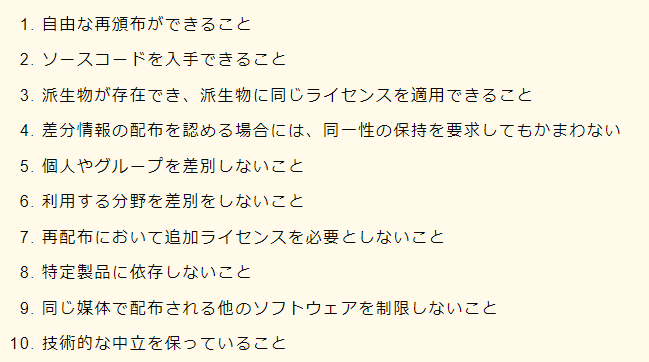 1. 自由な再頒布ができること
2. ソースコードを入手できること
3. 派生物が存在でき、派生物に同じライセンスを適用できること
4. 差分情報の配布を認める場合には、同一性の保持を要求してもかまわない
5. 個人やグループを差別しないこと
6. 利用する分野を差別をしないこと
7. 再配布において追加ライセンスを必要としないこと
8. 特定製品に依存しないこと
9. 同じ媒体で配布される他のソフトウェアを制限しないこと
10. 技術的な中立を保っていること